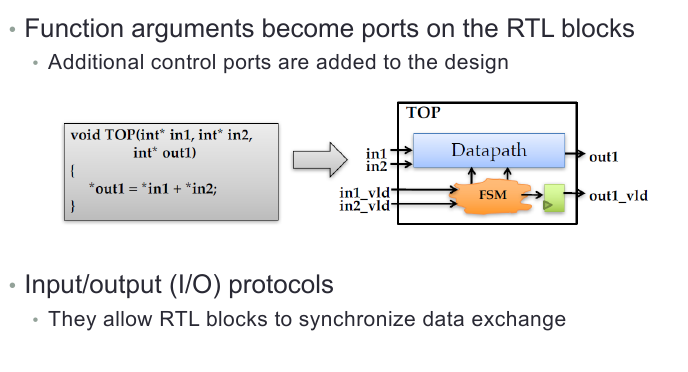 • Function arguments become ports on the RTL blocks
• Additional control ports are added to the design
void TOP(int* in1, int* in2,
int* out1)
{
*out1 = *in1 + *in2;
}
TOP
in1
in2
Datapath
out1
in1_vld
in2_vld
FSM
out1_vld
• Input/output (I/O) protocols
• They allow RTL blocks to synchronize data exchange